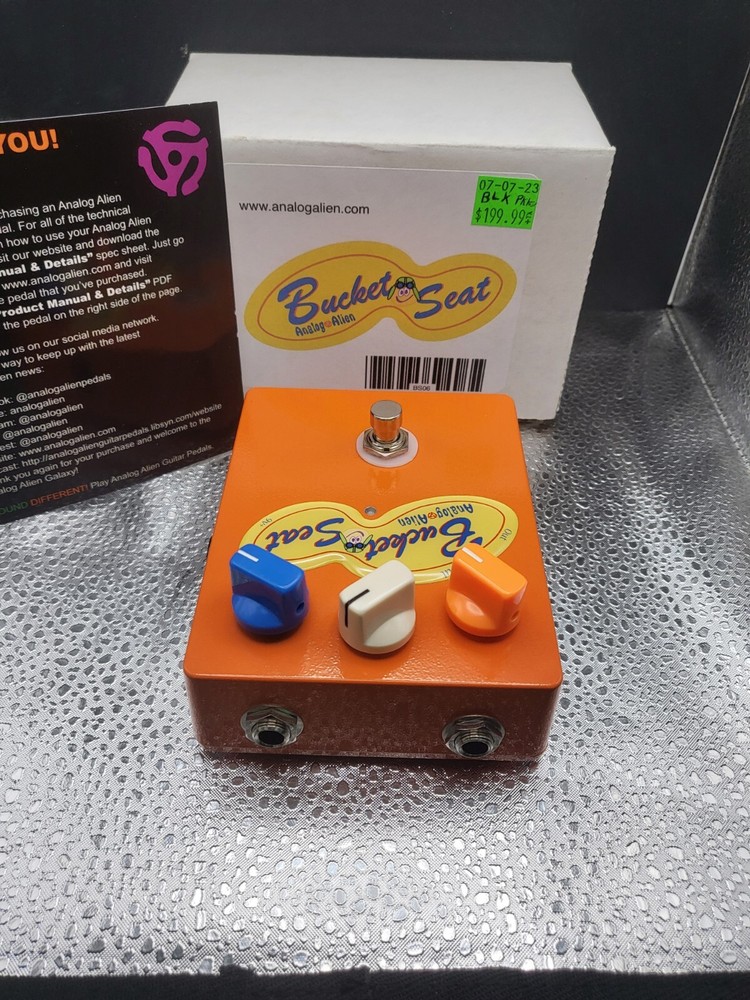 YOU!
chasing an Analog Alien
al. For all of the technical
n how to use your Analog Alien
sit our website and download the
nual & Details" spec sheet. Just go
www.analogalien.com and visit
e pedal that you've purchased.
Product Manual & Details" PDF
the pedal on the right side of the page.
ow us on our social media network.
way to keep up with the latest
en news:
ok: @analogalienpedals
e: analogalien
am: @analogalien
: @analogalien
est: @analogalien
site: www.analogalien.com
cast: http://analogalienguitarpedals.libsyn.com/website
nk you again for your purchase and welcome to the
alog Alien Galaxy!
OUND DIFFERENT! Play Analog Alien Guitar Pedals
www.analogalien.com
07-07-23
BLK PKC
$199.99¢
Bucket Seat
Analog Alien
BS06
Bucket
Seat
Analog Alien
Out